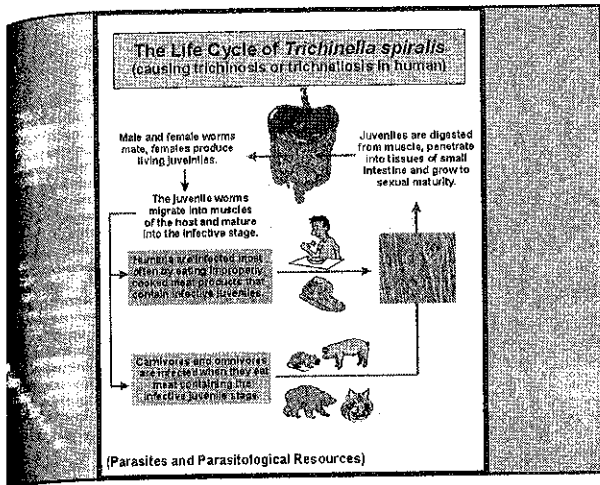 The Life Cycle of Trichinella spiralis
(causing trichinosis or trichnellosis in human)
Male and female worms
mate, females produce
living juveinlies.
Juveniles are digested
from muscle, penetrate
into tissues of small
intestine and grow to
sexual maturity.
The juvenile worms
migrate into muscles
of the host and mature
into the infective stage.
Humans are infected most
often by eating improperly
cooked meat products that
contain infective juveniles.
Carnivores and omnivores
are infected when they eat
meat containing the
infective juvenile stage.
(Parasites and Parasitological Resources)